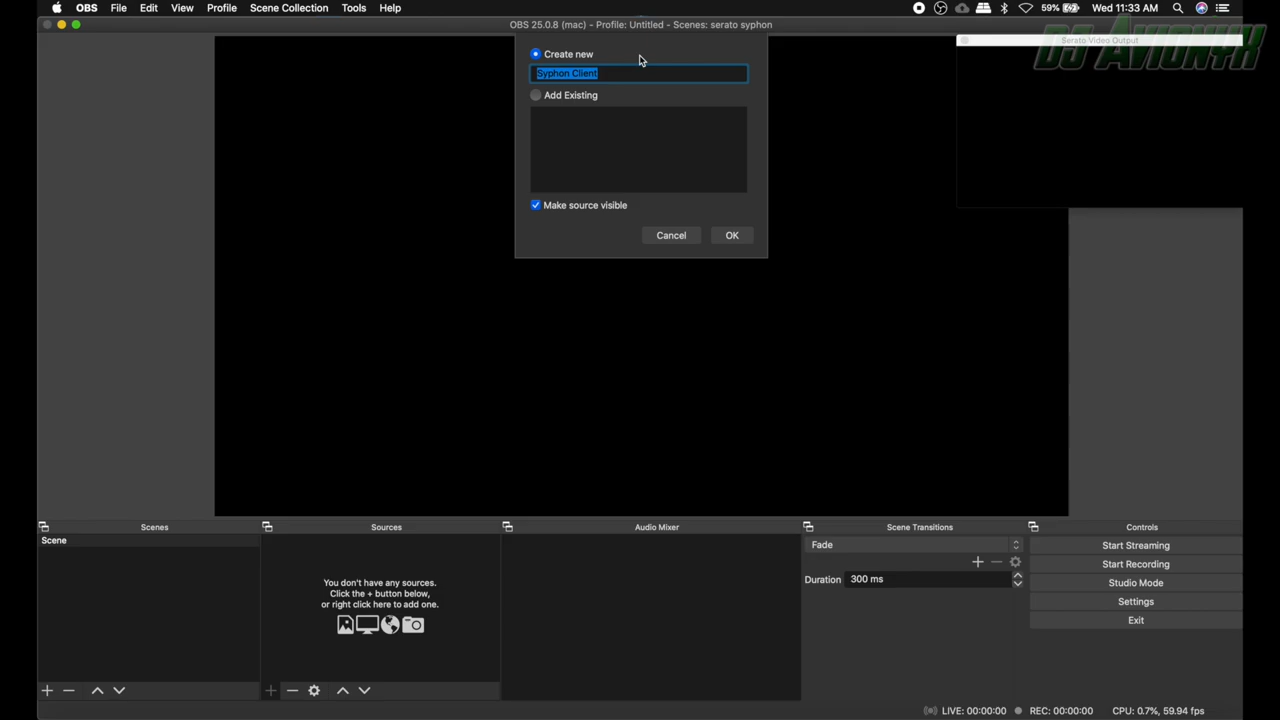 OBS File Edit View Profile Scene Collection Tools Help 59% Wed 11:33 AM
OBS 25.0.8 (mac) - Profile: Untitled - Scenes: serato syphon
DJ AVIONYX
Serato Video Output
Create new
Syphon Client
Add Existing
Make source visible
Cancel OK
Scenes Sources Audio Mixer Scene Transitions Controls
Scene
You don't have any sources.
Click the + button below,
or right click here to add one.
Fade
Duration 300 ms
Start Streaming
Start Recording
Studio Mode
Settings
Exit
LIVE: 00:00:00 REC: 00:00:00 CPU: 0.7%, 59.94 fps